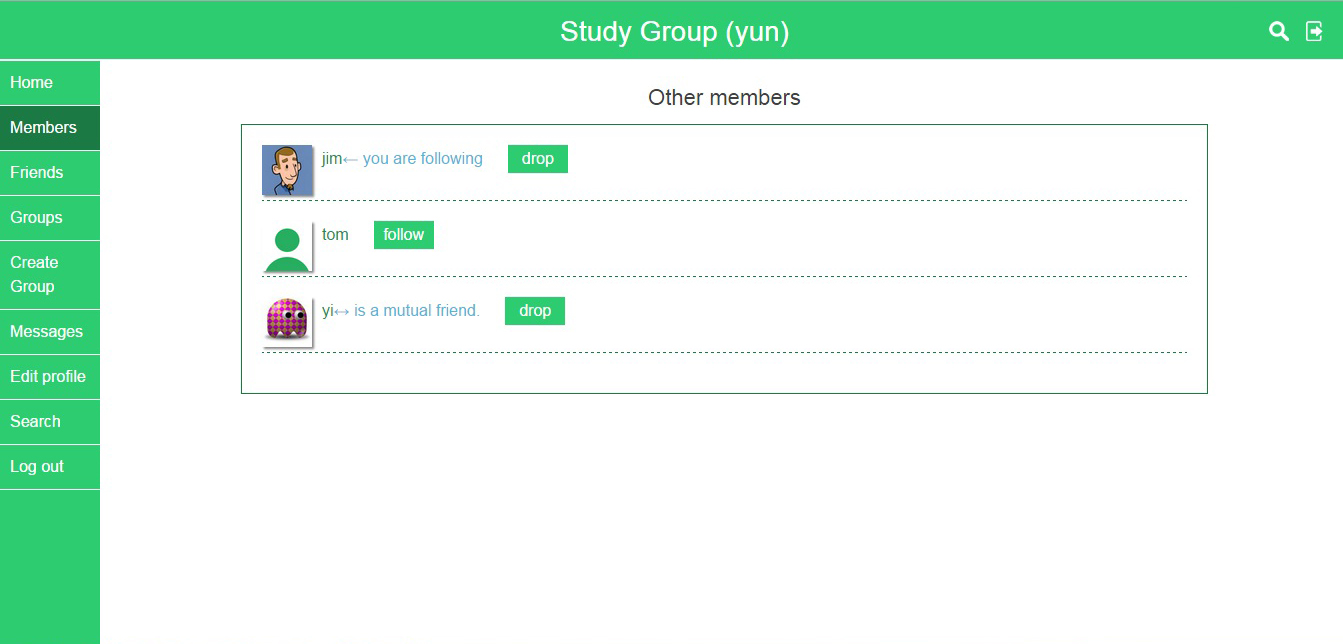 Study Group (yun)
Home
Members
Friends
Groups
Create
Group
Messages
Edit profile
Search
Log out
Other members
jim← you are following drop
tom follow
yi↔ is a mutual friend. drop